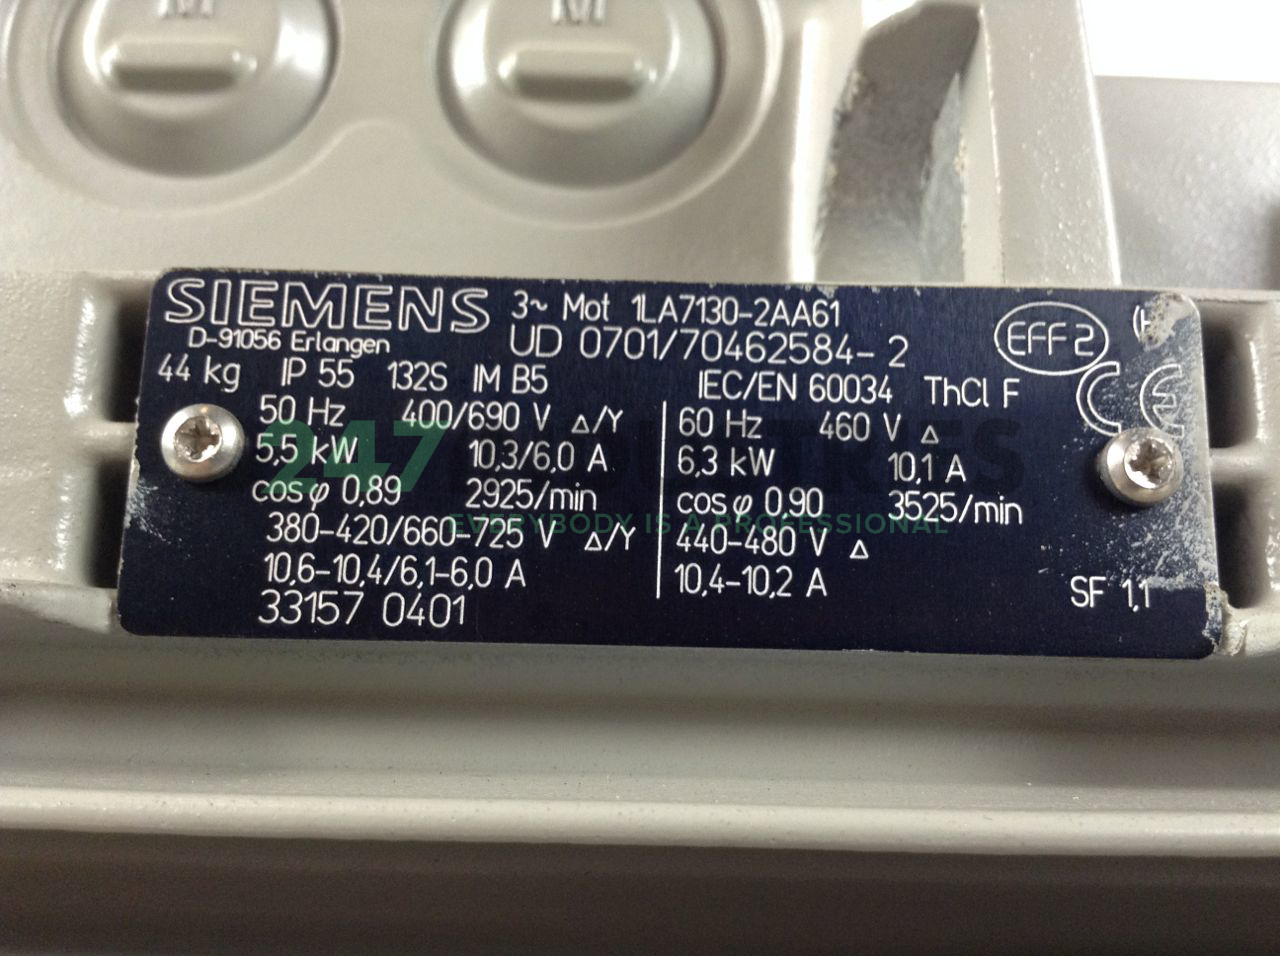 M M
SIEMENS 3~ Mot 1LA7130-2AA61
D-91056 Erlangen UD 0701/70462584-2 EFF2
44 kg IP 55 132S IM B5 IEC/EN 60034 ThCl F CE
50 Hz 400/690 V Δ/Y 60 Hz 460 V Δ
5,5 kW 10,3/6,0 A 6,3 kW 10,1 A
cos φ 0,89 2925/min cos φ 0,90 3525/min
380-420/660-725 V Δ/Y 440-480 V Δ
10,6-10,4/6,1-6,0 A 10,4-10,2 A SF 1,1
33157 0401
247 INDUSTRIES
EVERYBODY IS A PROFESSIONAL